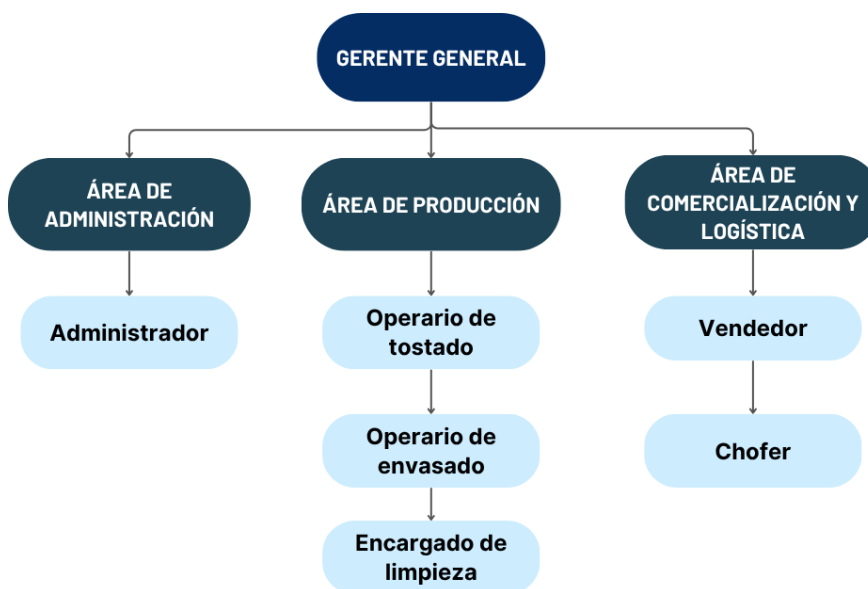 GERENTE GENERAL
ÁREA DE
ADMINISTRACIÓN
ÁREA DE PRODUCCIÓN
ÁREA DE
COMERCIALIZACIÓN Y
LOGÍSTICA
Administrador
Operario de
tostado
Vendedor
Operario de
envasado
Chofer
Encargado de
limpieza